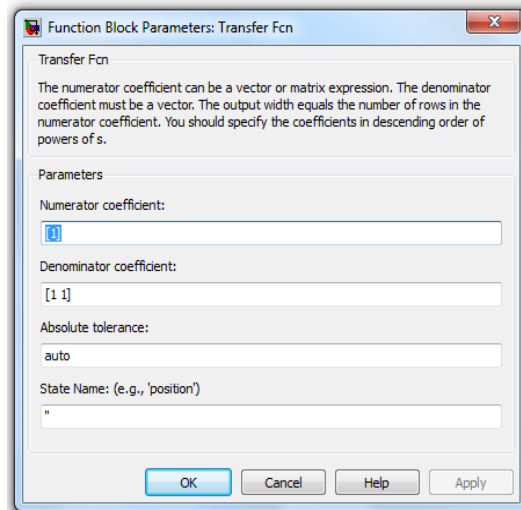 Function Block Parameters: Transfer Fcn
Transfer Fcn
The numerator coefficient can be a vector or matrix expression. The denominator
coefficient must be a vector. The output width equals the number of rows in the
numerator coefficient. You should specify the coefficients in descending order of
powers of s.
Parameters
Numerator coefficient:
[1]
Denominator coefficient:
[1 1]
Absolute tolerance:
auto
State Name: (e.g., 'position')
''
OK Cancel Help Apply